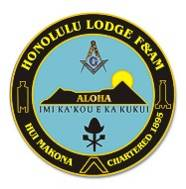 HONOLULU LODGE F&AM
G
ALOHA
IMI KA'KOU E KA KUKUI
HUI MAKONA
CHARTERED 1895